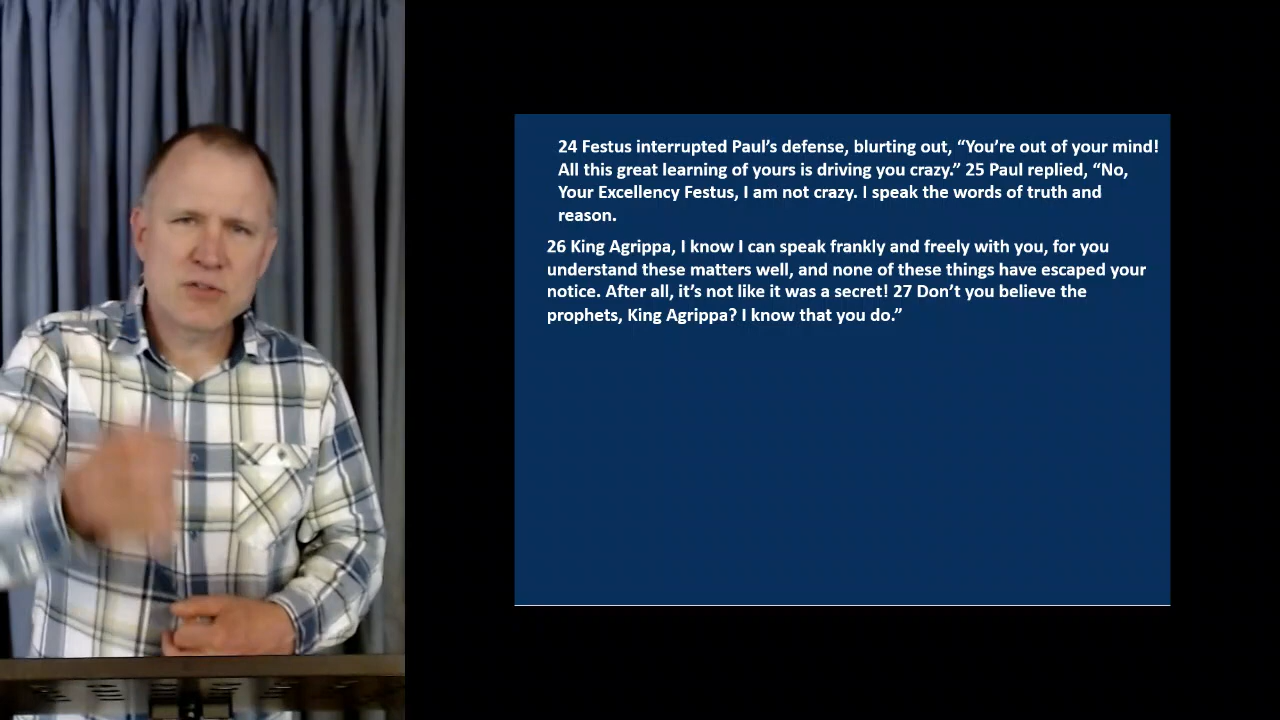 24 Festus interrupted Paul’s defense, blurting out, “You’re out of your mind!
All this great learning of yours is driving you crazy.” 25 Paul replied, “No,
Your Excellency Festus, I am not crazy. I speak the words of truth and
reason.
26 King Agrippa, I know I can speak frankly and freely with you, for you
understand these matters well, and none of these things have escaped your
notice. After all, it’s not like it was a secret! 27 Don’t you believe the
prophets, King Agrippa? I know that you do.”